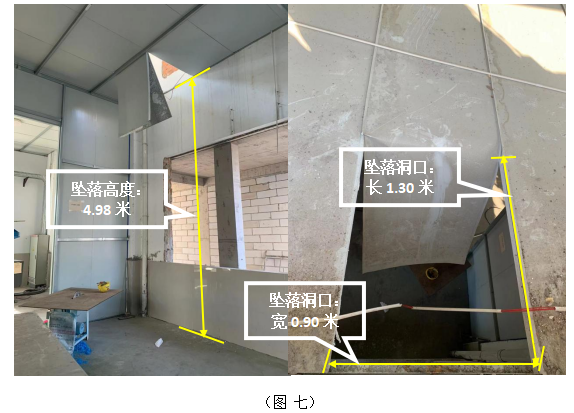 坠落高度：
4.98 米
坠落洞口：
长 1.30 米
坠落洞口：
宽 0.90 米
（图 七）